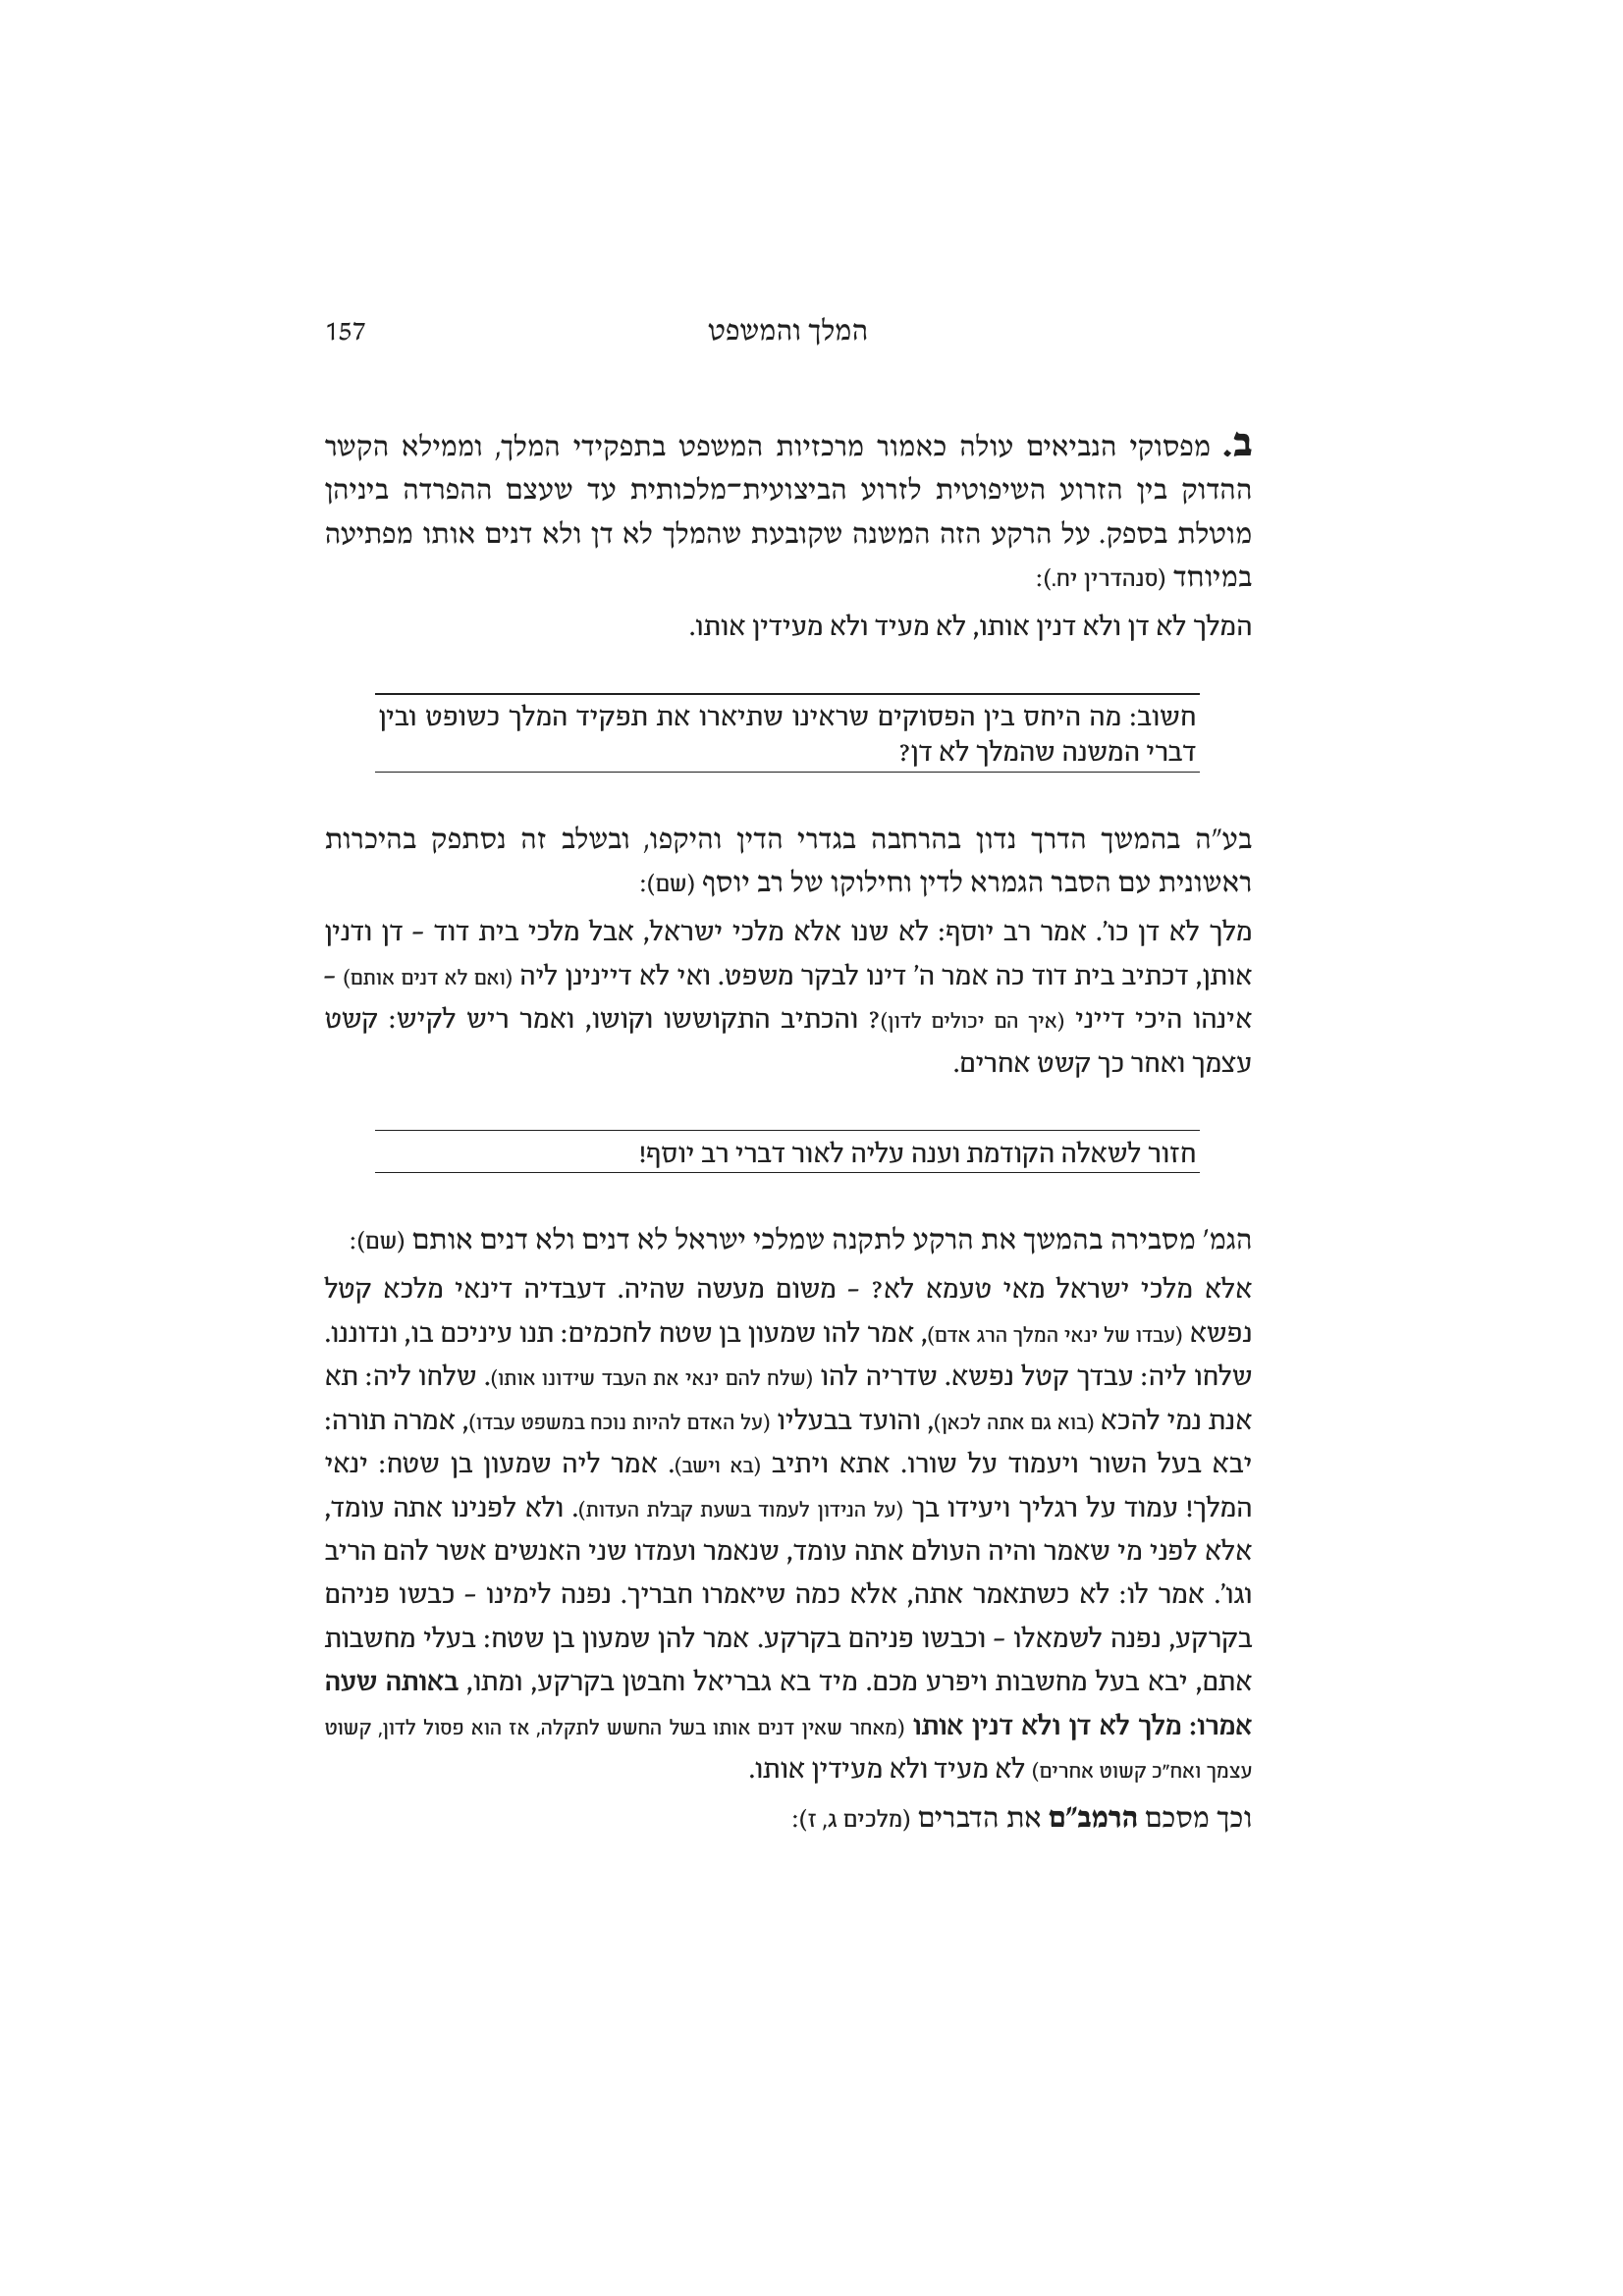 המלך והמשפט 157
ב. מפסוקי הנביאים עולה כאמור מרכזיות המשפט בתפקידי המלך, וממילא הקשר
ההדוק בין הזרוע השיפוטית לזרוע הביצועית־מלכותית עד שעצם ההפרדה ביניהן
מוטלת בספק. על הרקע הזה המשנה שקובעת שהמלך לא דן ולא דנים אותו מפתיעה
במיוחד (סנהדרין יח.):
המלך לא דן ולא דנין אותו, לא מעיד ולא מעידין אותו.
חשוב: מה היחס בין הפסוקים שראינו שתיארו את תפקיד המלך כשופט ובין
דברי המשנה שהמלך לא דן?
בע״ה בהמשך הדרך נדון בהרחבה בגדרי הדין והיקפו, ובשלב זה נסתפק בהיכרות
ראשונית עם הסבר הגמרא לדין וחילוקו של רב יוסף (שם):
מלך לא דן כו׳. אמר רב יוסף: לא שנו אלא מלכי ישראל, אבל מלכי בית דוד – דן ודנין
אותן, דכתיב בית דוד כה אמר ה׳ דינו לבקר משפט. ואי לא דיינינן ליה (ואם לא דנים אותם) –
אינהו היכי דייני (איך הם יכולים לדון)? והכתיב התקוששו וקושו, ואמר ריש לקיש: קשט
עצמך ואחר כך קשט אחרים.
חזור לשאלה הקודמת וענה עליה לאור דברי רב יוסף!
הגמ׳ מסבירה בהמשך את הרקע לתקנה שמלכי ישראל לא דנים ולא דנים אותם (שם):
אלא מלכי ישראל מאי טעמא לא? – משום מעשה שהיה. דעבדיה דינאי מלכא קטל
נפשא (עבדו של ינאי המלך הרג אדם), אמר להו שמעון בן שטח לחכמים: תנו עיניכם בו, ונדוננו.
שלחו ליה: עבדך קטל נפשא. שדריה להו (שלח להם ינאי את העבד שידונו אותו). שלחו ליה: תא
אנת נמי להכא (בוא גם אתה לכאן), והועד בבעליו (על האדם להיות נוכח במשפט עבדו), אמרה תורה:
יבא בעל השור ויעמוד על שורו. אתא ויתיב (בא וישב). אמר ליה שמעון בן שטח: ינאי
המלך! עמוד על רגליך ויעידו בך (על הנידון לעמוד בשעת קבלת העדות). ולא לפנינו אתה עומד,
אלא לפני מי שאמר והיה העולם אתה עומד, שנאמר ועמדו שני האנשים אשר להם הריב
וגו׳. אמר לו: לא כשתאמר אתה, אלא כמה שיאמרו חבריך. נפנה לימינו – כבשו פניהם
בקרקע, נפנה לשמאלו – וכבשו פניהם בקרקע. אמר להן שמעון בן שטח: בעלי מחשבות
אתם, יבא בעל מחשבות ויפרע מכם. מיד בא גבריאל וחבטן בקרקע, ומתו, באותה שעה
אמרו: מלך לא דן ולא דנין אותו (מאחר שאין דנים אותו בשל החשש לתקלה, אז הוא פסול לדון, קשוט
עצמך ואח״כ קשוט אחרים) לא מעיד ולא מעידין אותו.
וכך מסכם הרמב״ם את הדברים (מלכים ג, ז):